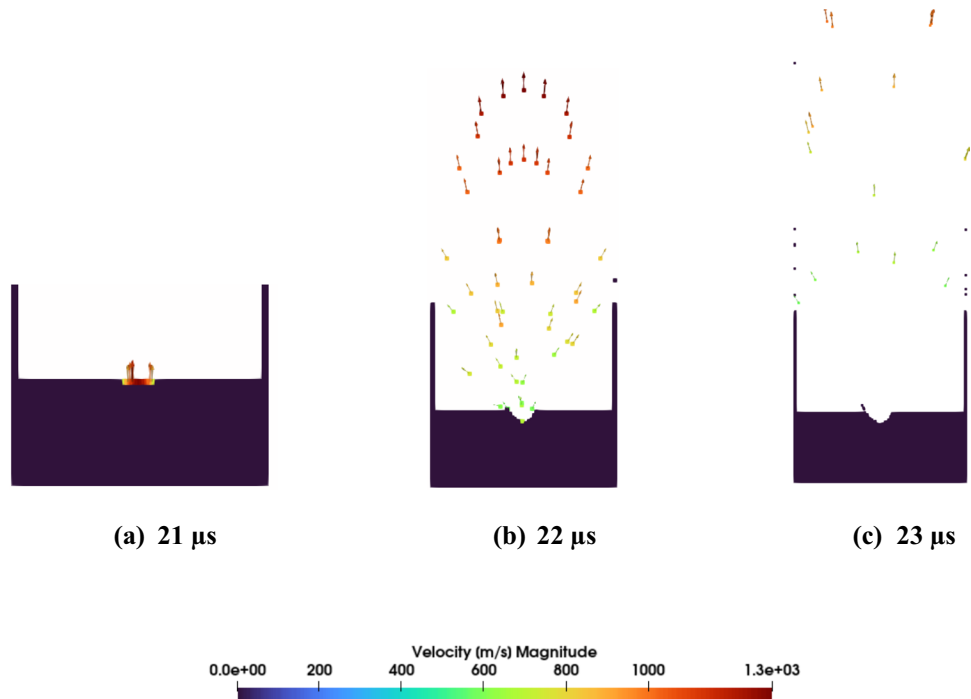 (a) 21 μs
(b) 22 μs
(c) 23 μs
Velocity (m/s) Magnitude
0.0e+00 200 400 600 800 1000 1.3e+03